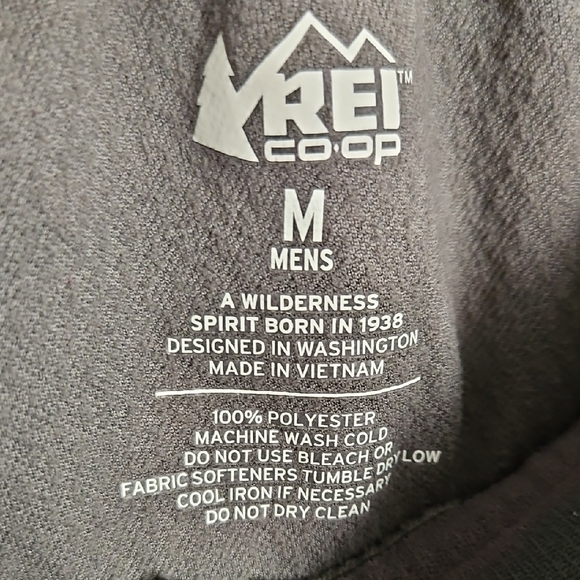 REI™
CO·OP
M
MENS
A WILDERNESS
SPIRIT BORN IN 1938
DESIGNED IN WASHINGTON
MADE IN VIETNAM
100% POLYESTER
MACHINE WASH COLD
DO NOT USE BLEACH OR
FABRIC SOFTENERS TUMBLE DRY LOW
COOL IRON IF NECESSARY
DO NOT DRY CLEAN